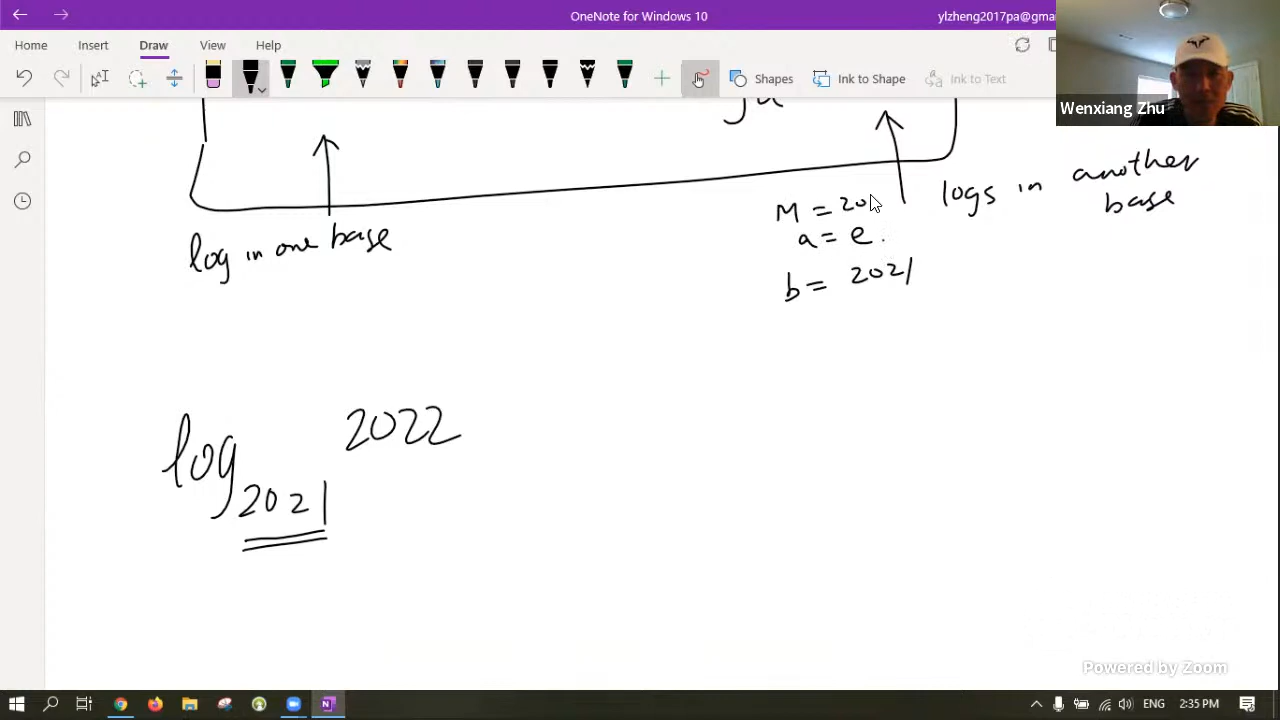 OneNote for Windows 10
ylzheng2017pa@gma
Home Insert Draw View Help
Shapes Ink to Shape Ink to Text
Wenxiang Zhu
another
logs in base
M = 20
a = e
log in one base
b = 2021
log 2021 2022
Powered by Zoom
ENG 2:35 PM